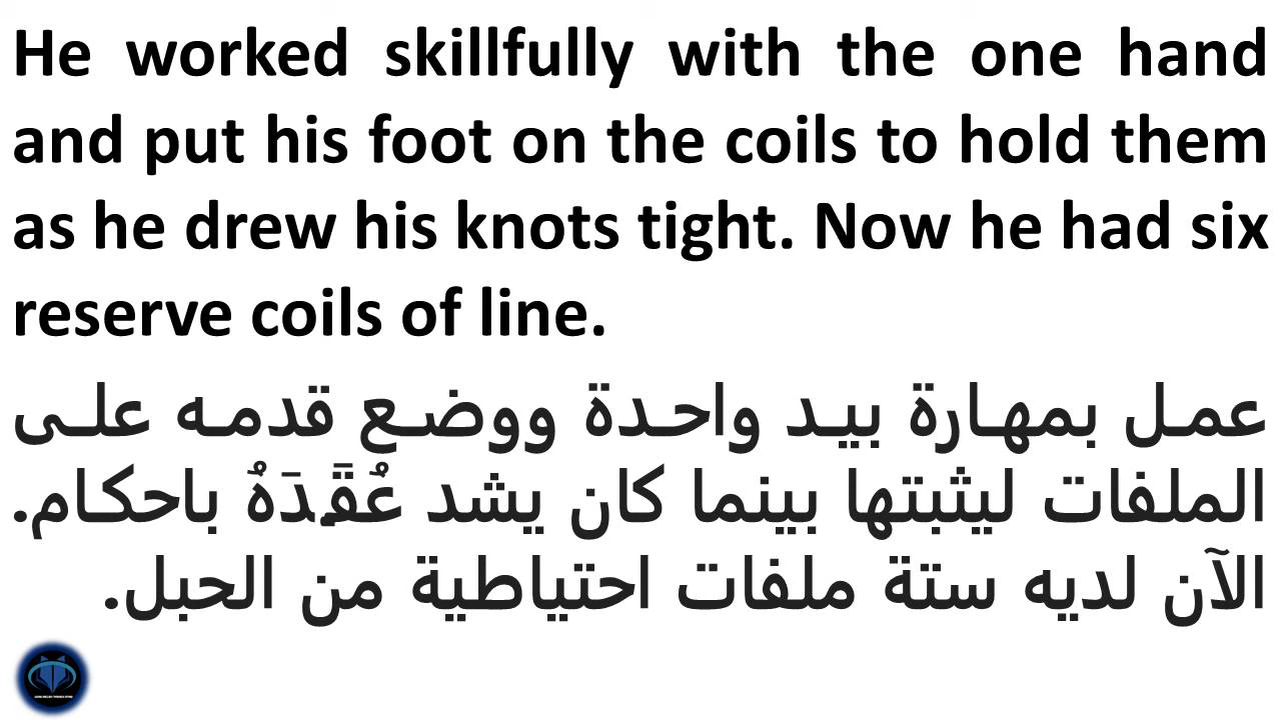 He worked skillfully with the one hand
and put his foot on the coils to hold them
as he drew his knots tight. Now he had six
reserve coils of line.
عمل بمهارة بيد واحدة ووضع قدمه على
الملفات ليثبتها بينما كان يشد عُقَدَهُ باحكام.
الآن لديه ستة ملفات احتياطية من الحبل.